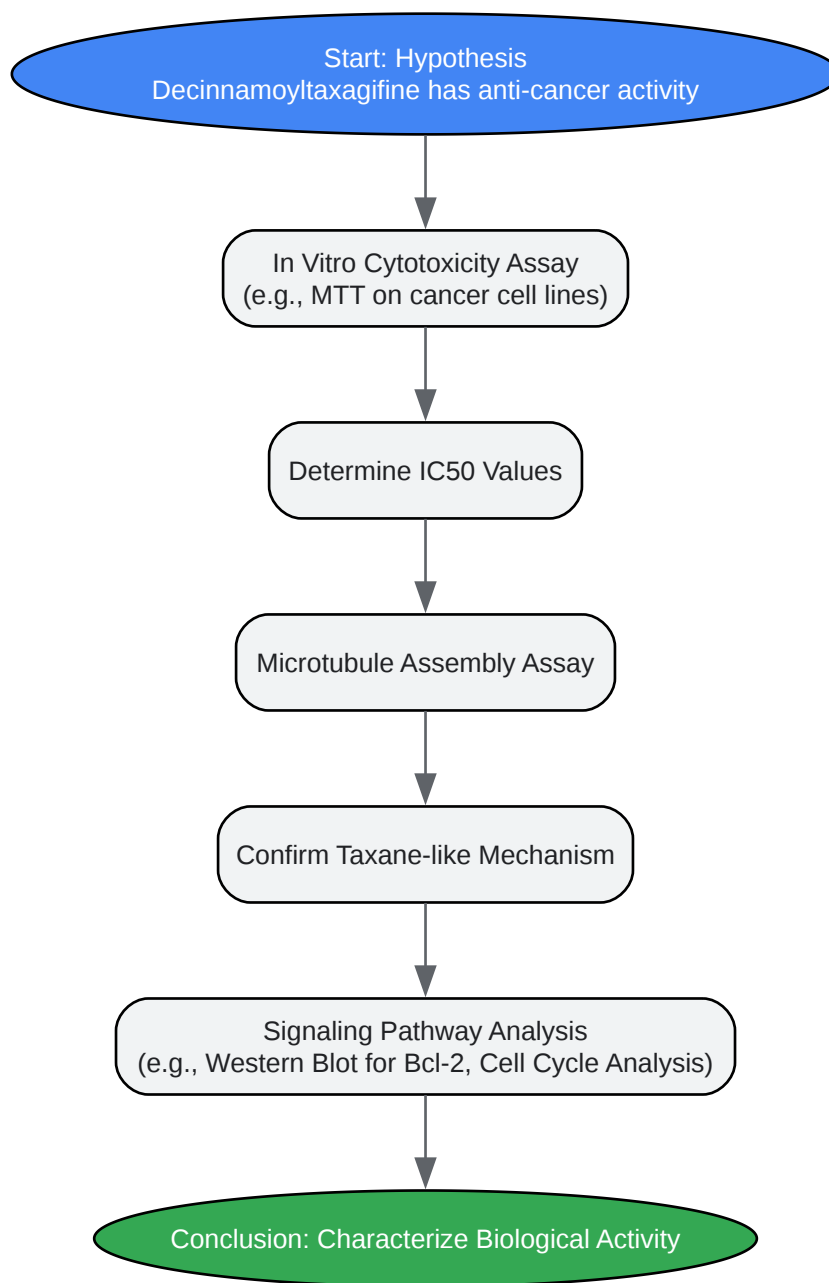 Start: Hypothesis
Decinnamoyltaxagifine has anti-cancer activity
In Vitro Cytotoxicity Assay
(e.g., MTT on cancer cell lines)
Determine IC50 Values
Microtubule Assembly Assay
Confirm Taxane-like Mechanism
Signaling Pathway Analysis
(e.g., Western Blot for Bcl-2, Cell Cycle Analysis)
Conclusion: Characterize Biological Activity